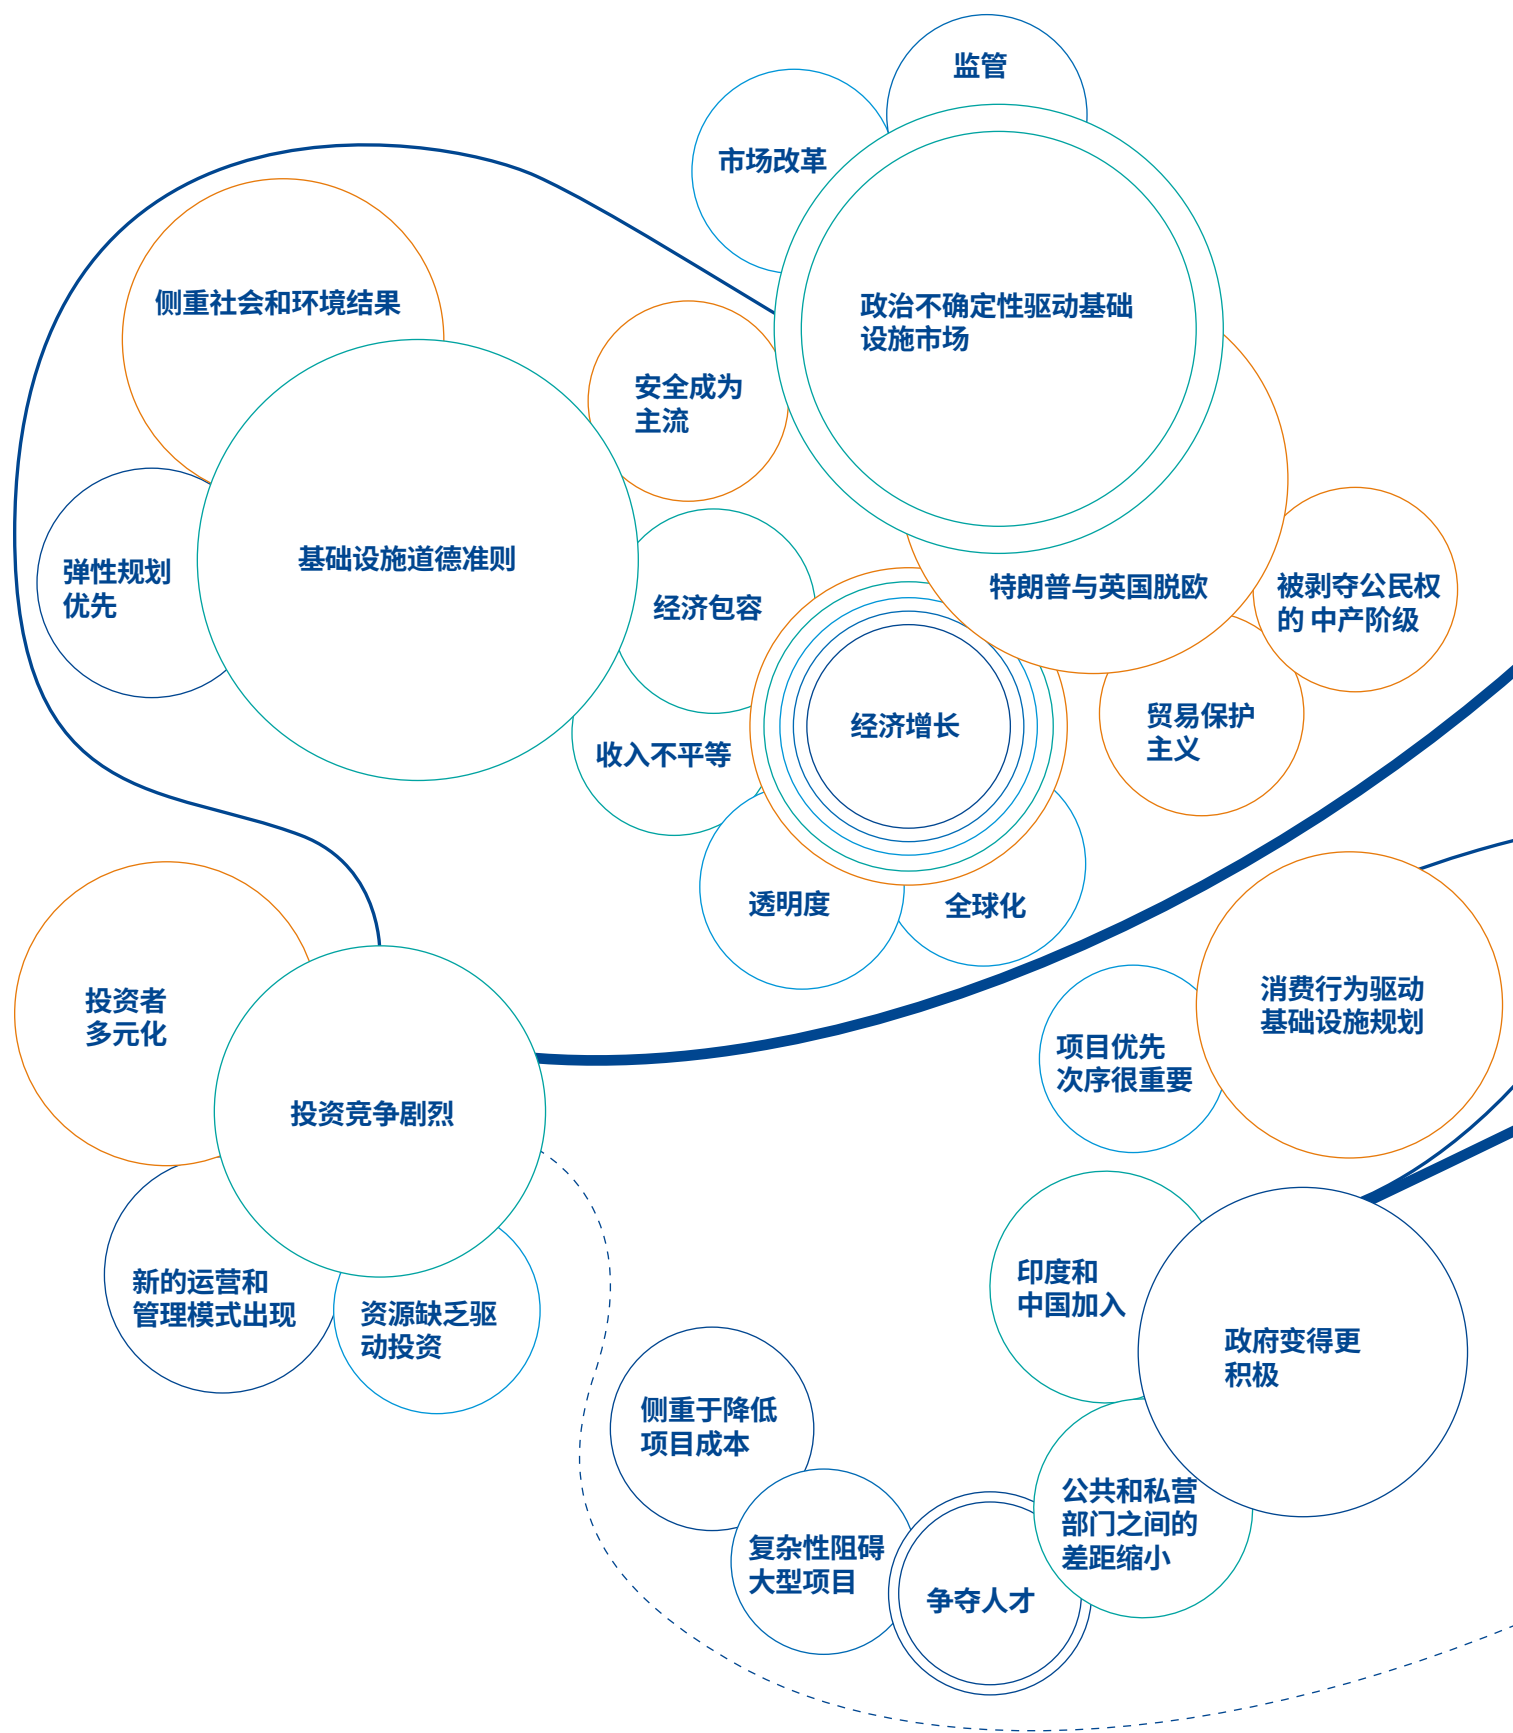 监管
市场改革
政治不确定性驱动基础
设施市场
侧重社会和环境结果
安全成为
主流
基础设施道德准则
弹性规划
优先
经济包容
特朗普与英国脱欧
被剥夺公民权
的 中产阶级
贸易保护
主义
经济增长
收入不平等
透明度
全球化
投资者
多元化
投资竞争剧烈
消费行为驱动
基础设施规划
项目优先
次序很重要
新的运营和
管理模式出现
资源缺乏驱
动投资
印度和
中国加入
政府变得更
积极
侧重于降低
项目成本
复杂性阻碍
大型项目
争夺人才
公共和私营
部门之间的
差距缩小